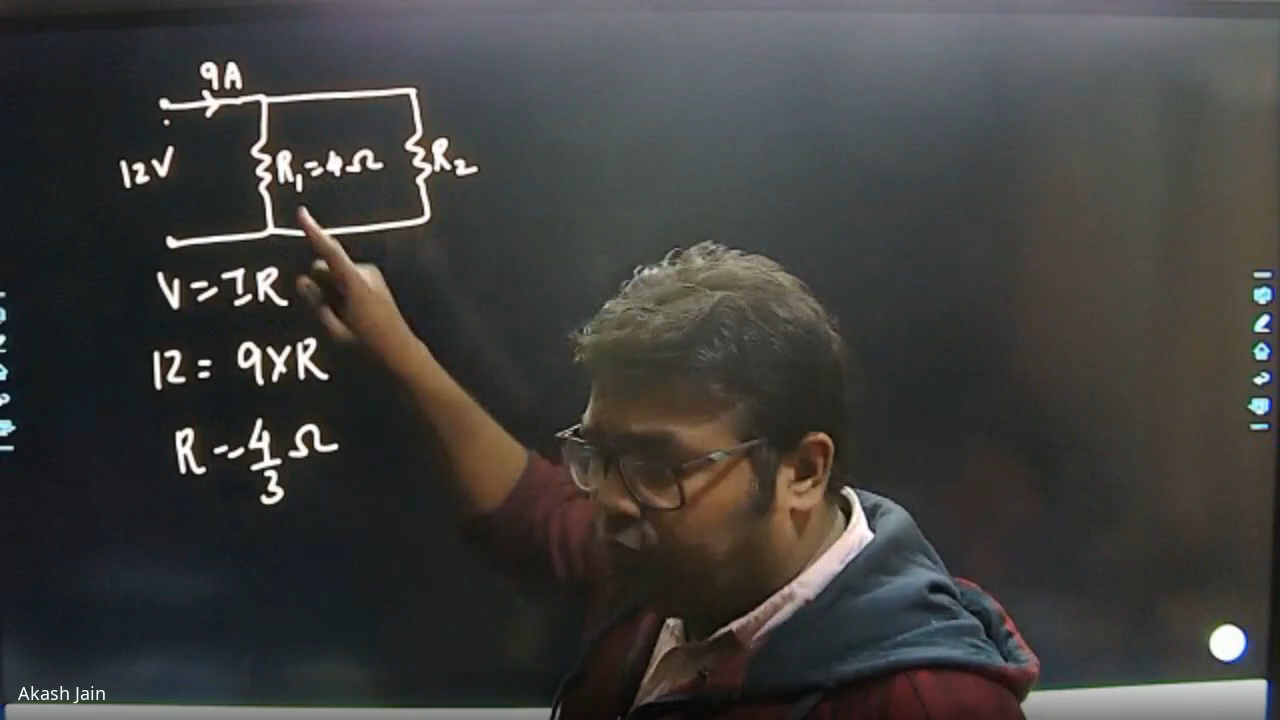 9A
12V
R₁=4Ω
R₂
V=IR
12=9×R
R=4/3Ω
Akash Jain